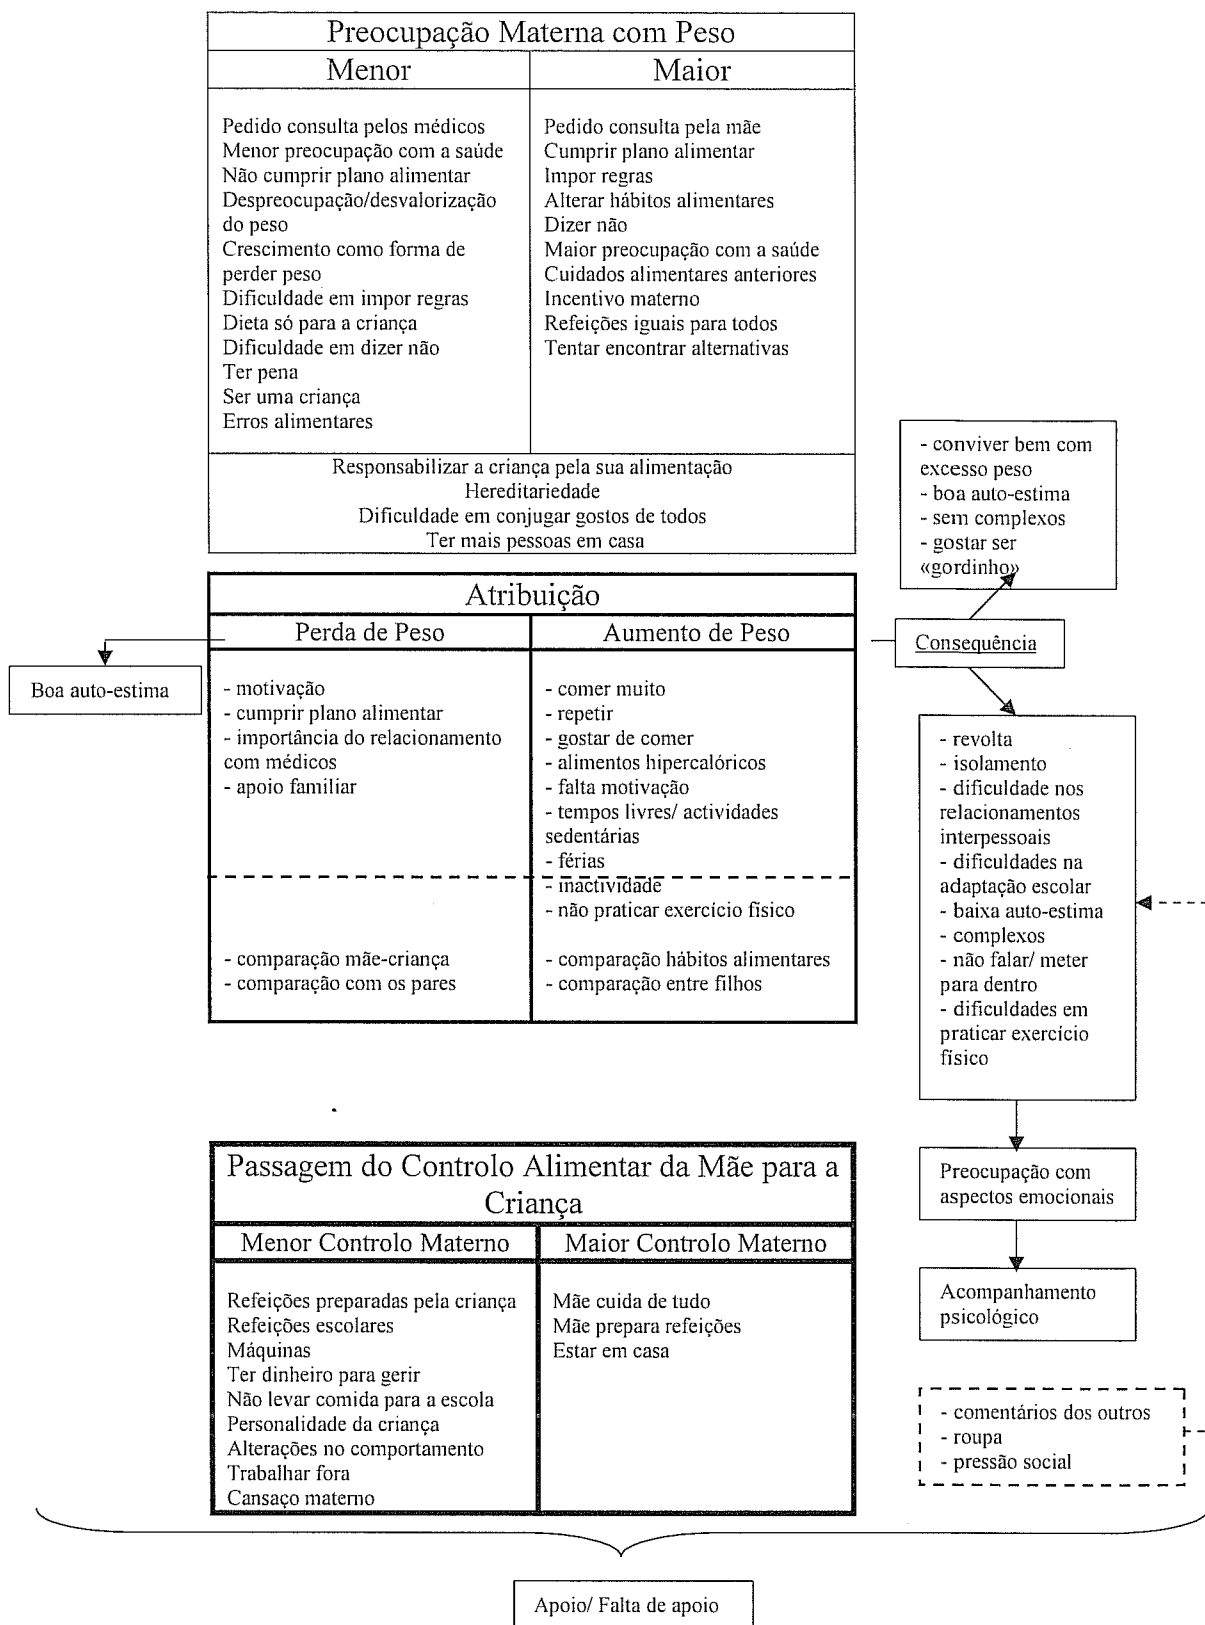 Preocupação Materna com Peso
Menor
Maior
Pedido consulta pelos médicos
Menor preocupação com a saúde
Não cumprir plano alimentar
Despreocupação/desvalorização
do peso
Crescimento como forma de
perder peso
Dificuldade em impor regras
Dieta só para a criança
Dificuldade em dizer não
Ter pena
Ser uma criança
Erros alimentares
Pedido consulta pela mãe
Cumprir plano alimentar
Impor regras
Alterar hábitos alimentares
Dizer não
Maior preocupação com a saúde
Cuidados alimentares anteriores
Incentivo materno
Refeições iguais para todos
Tentar encontrar alternativas
Responsabilizar a criança pela sua alimentação
Hereditariedade
Dificuldade em conjugar gostos de todos
Ter mais pessoas em casa
- conviver bem com
excesso peso
- boa auto-estima
- sem complexos
- gostar ser
«gordinho»
Atribuição
Perda de Peso
Aumento de Peso
Consequência
Boa auto-estima
- motivação
- cumprir plano alimentar
- importância do relacionamento
com médicos
- apoio familiar
- comparação mãe-criança
- comparação com os pares
- comer muito
- repetir
- gostar de comer
- alimentos hipercalóricos
- falta motivação
- tempos livres/ actividades
sedentárias
- férias
- inactividade
- não praticar exercício físico
- comparação hábitos alimentares
- comparação entre filhos
- revolta
- isolamento
- dificuldade nos
relacionamentos
interpessoais
- dificuldades na
adaptação escolar
- baixa auto-estima
- complexos
- não falar/ meter
para dentro
- dificuldades em
praticar exercício
físico
Preocupação com
aspectos emocionais
Acompanhamento
psicológico
Passagem do Controlo Alimentar da Mãe para a
Criança
Menor Controlo Materno
Maior Controlo Materno
Refeições preparadas pela criança
Refeições escolares
Máquinas
Ter dinheiro para gerir
Não levar comida para a escola
Personalidade da criança
Alterações no comportamento
Trabalhar fora
Cansaço materno
Mãe cuida de tudo
Mãe prepara refeições
Estar em casa
- comentários dos outros
- roupa
- pressão social
Apoio/ Falta de apoio